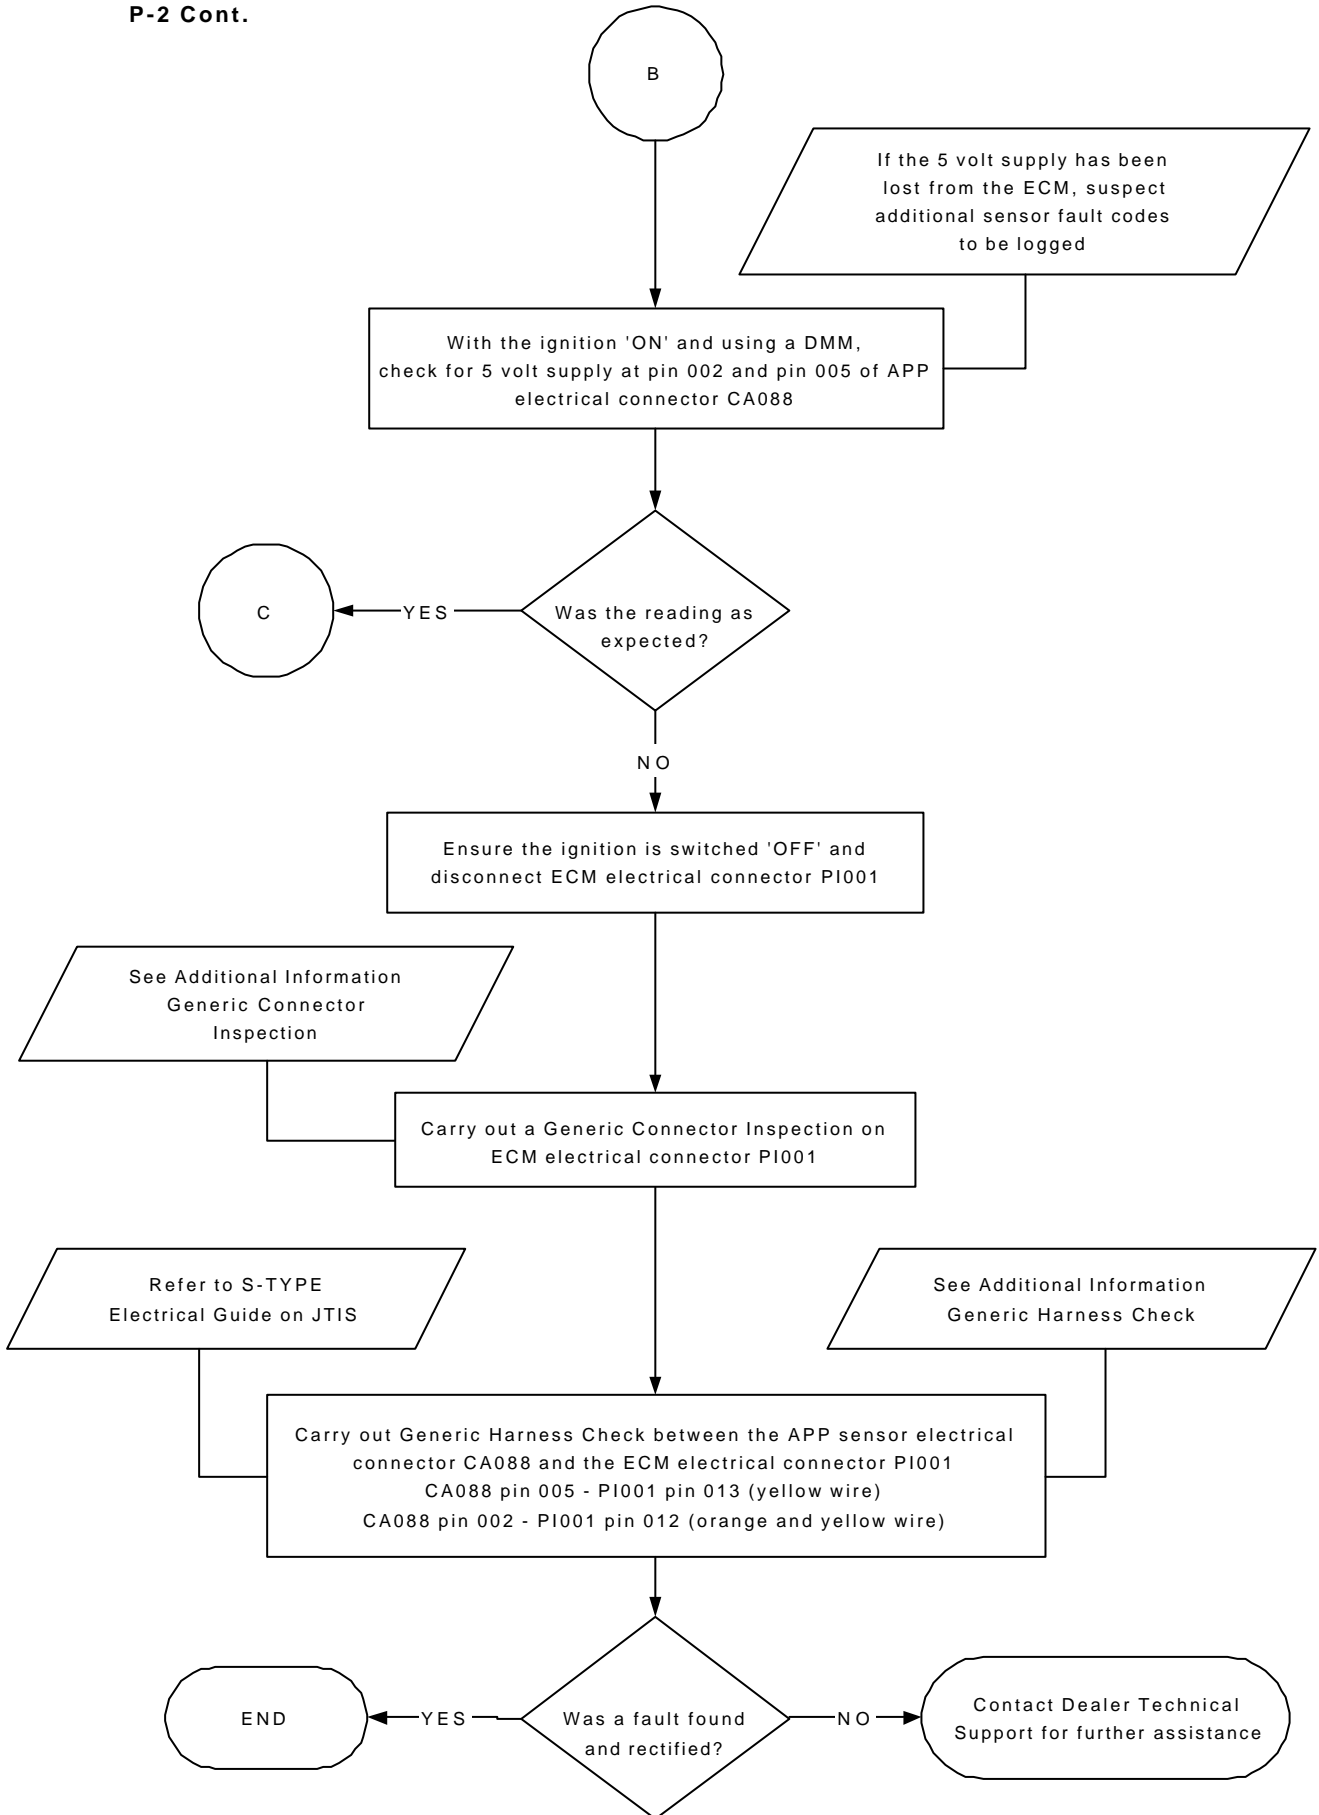 P-2 Cont.
B
If the 5 volt supply has been
lost from the ECM, suspect
additional sensor fault codes
to be logged
With the ignition 'ON' and using a DMM,
check for 5 volt supply at pin 002 and pin 005 of APP
electrical connector CA088
C
YES
Was the reading as
expected?
NO
Ensure the ignition is switched 'OFF' and
disconnect ECM electrical connector PI001
See Additional Information
Generic Connector
Inspection
Carry out a Generic Connector Inspection on
ECM electrical connector PI001
Refer to S-TYPE
Electrical Guide on JTIS
See Additional Information
Generic Harness Check
Carry out Generic Harness Check between the APP sensor electrical
connector CA088 and the ECM electrical connector PI001
CA088 pin 005 - PI001 pin 013 (yellow wire)
CA088 pin 002 - PI001 pin 012 (orange and yellow wire)
END
YES
Was a fault found
and rectified?
NO
Contact Dealer Technical
Support for further assistance